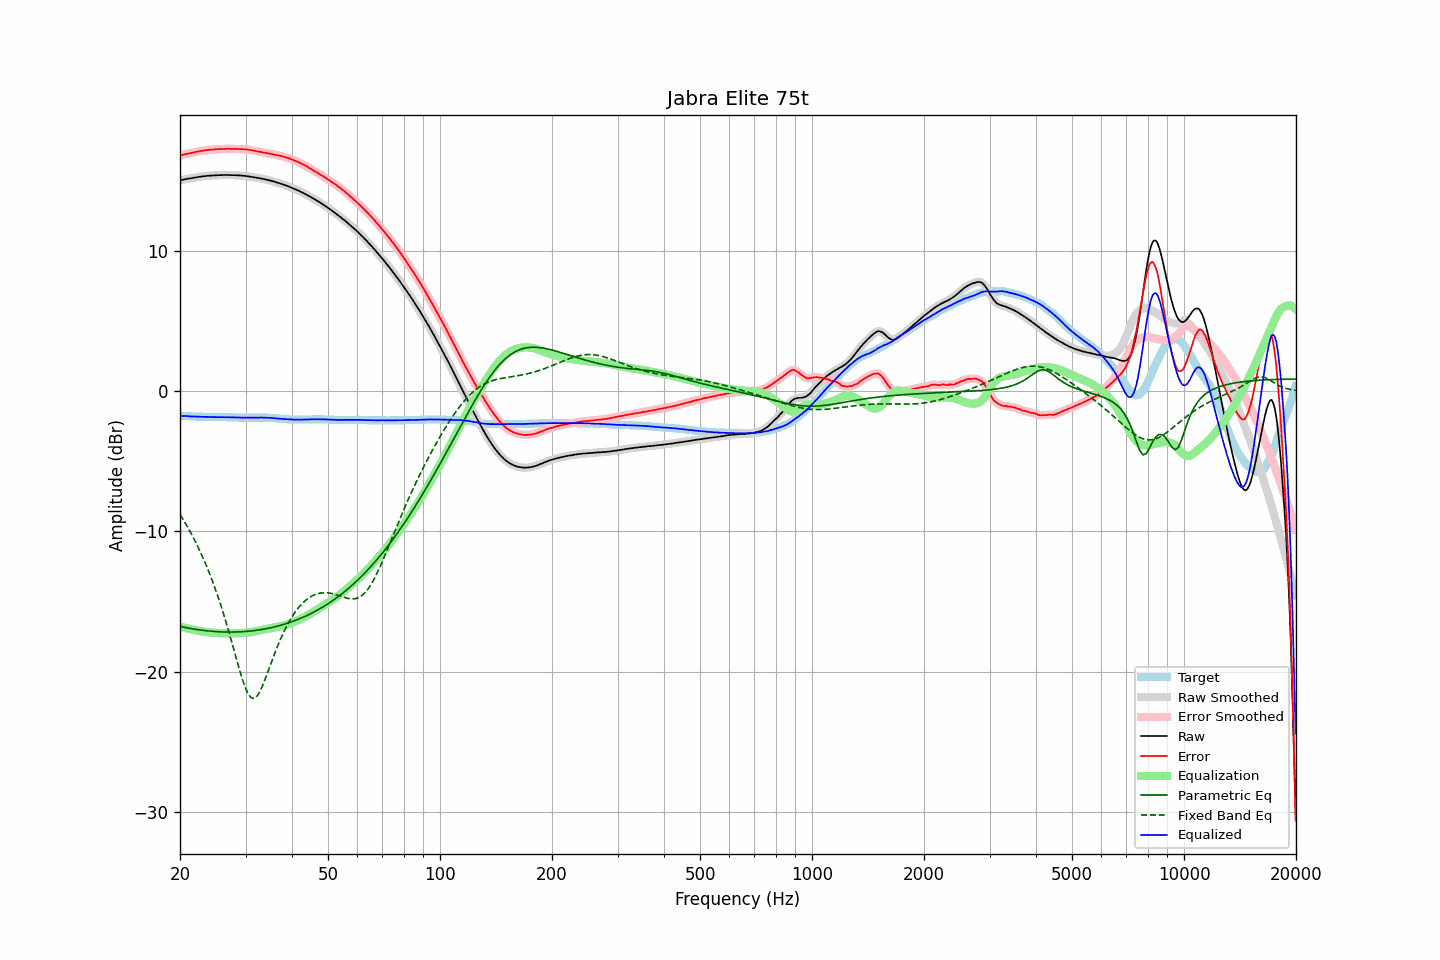 Jabra Elite 75t
Amplitude (dBr)
10
0
−10
−20
−30
20 50 100 200 500 1000 2000 5000 10000 20000
Frequency (Hz)
Target
Raw Smoothed
Error Smoothed
Raw
Error
Equalization
Parametric Eq
Fixed Band Eq
Equalized